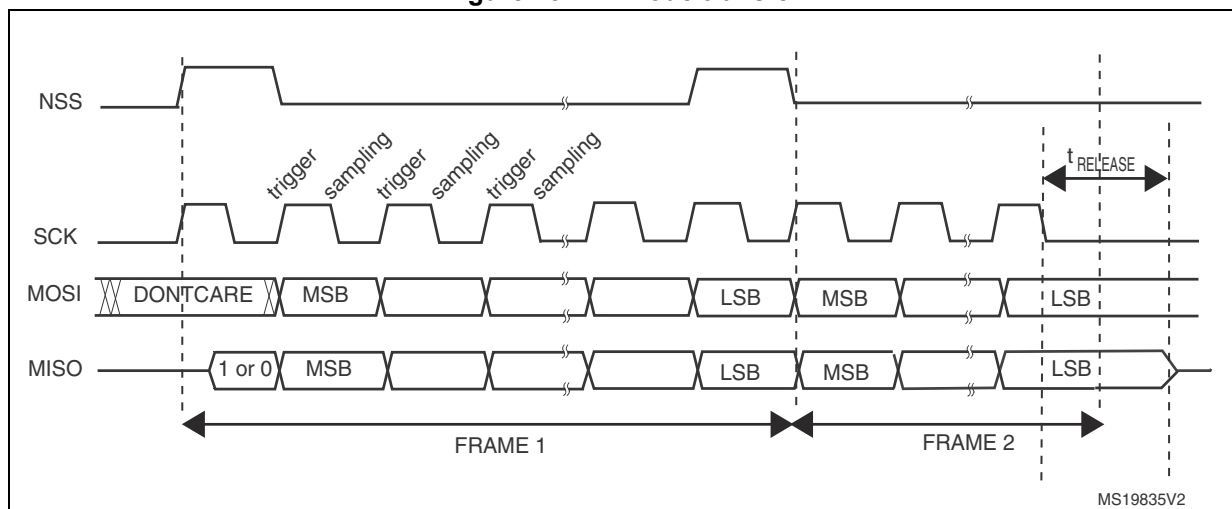 NSS
trigger sampling trigger sampling trigger sampling
t RELEASE
SCK
MOSI DONTCARE MSB LSB MSB LSB
MISO 1 or 0 MSB LSB MSB LSB
FRAME 1 FRAME 2
MS19835V2